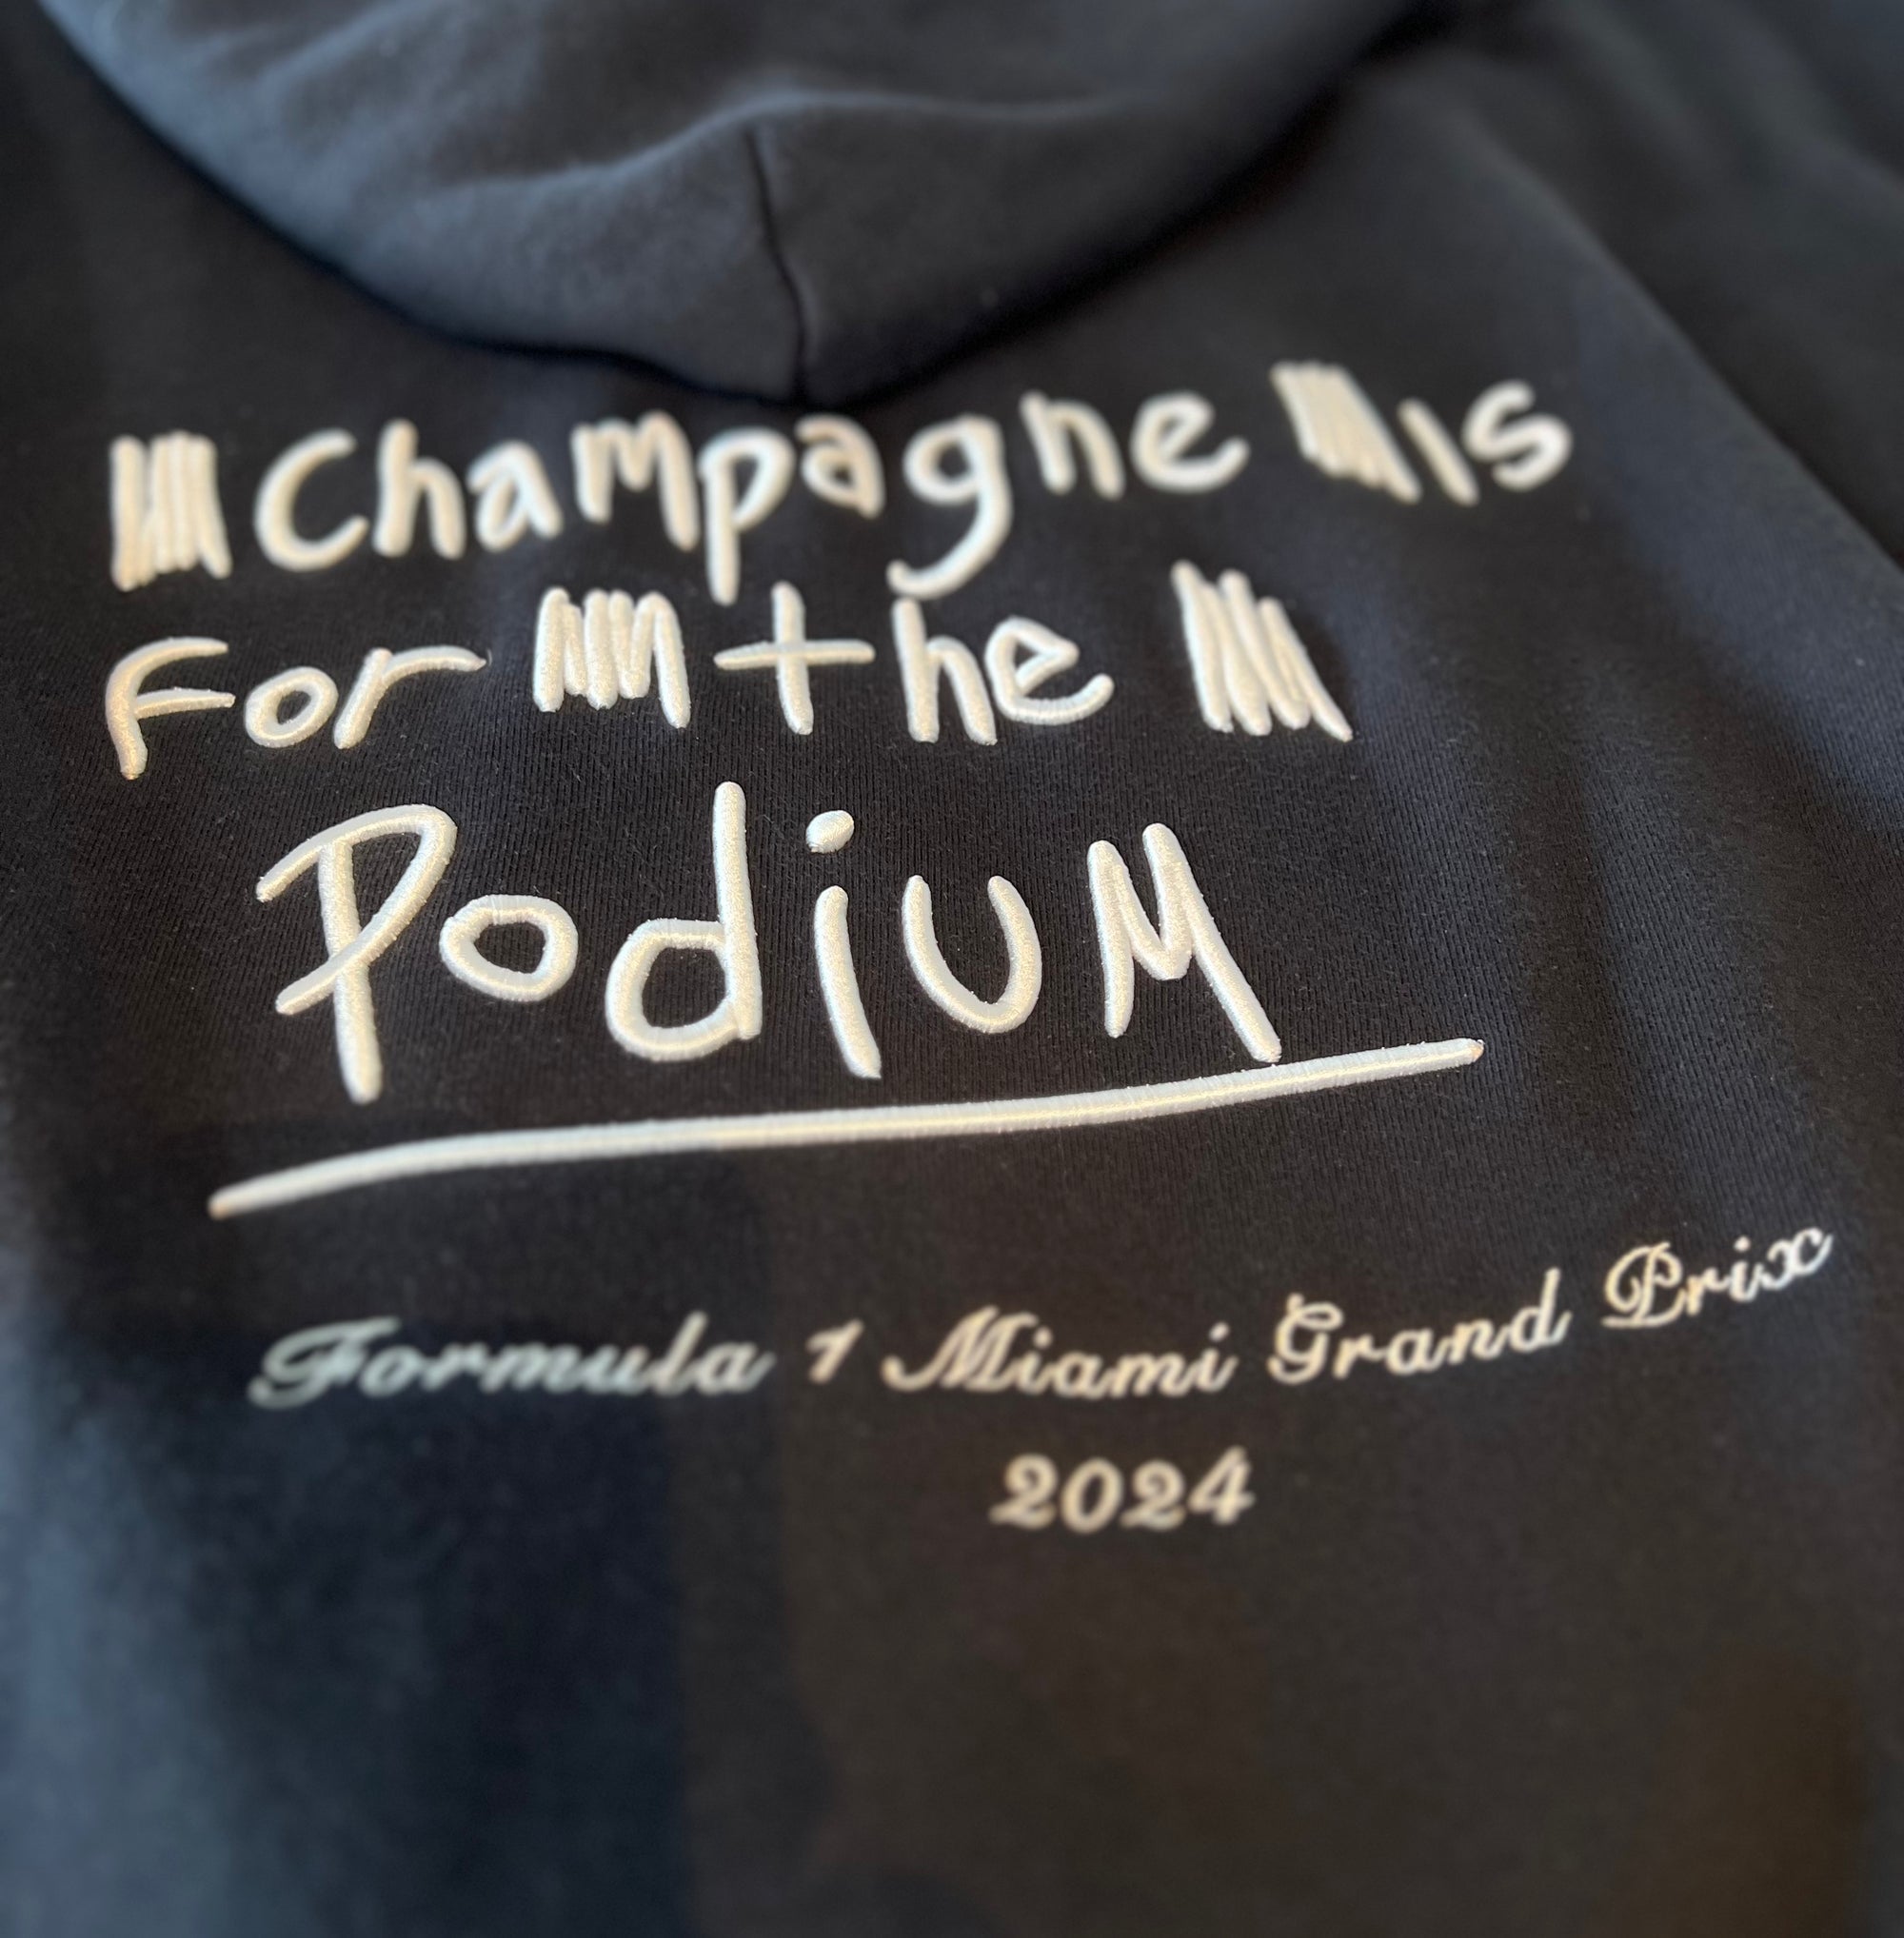 Champagne is
For the
Podium
Formula 1 Miami Grand Prix
2024